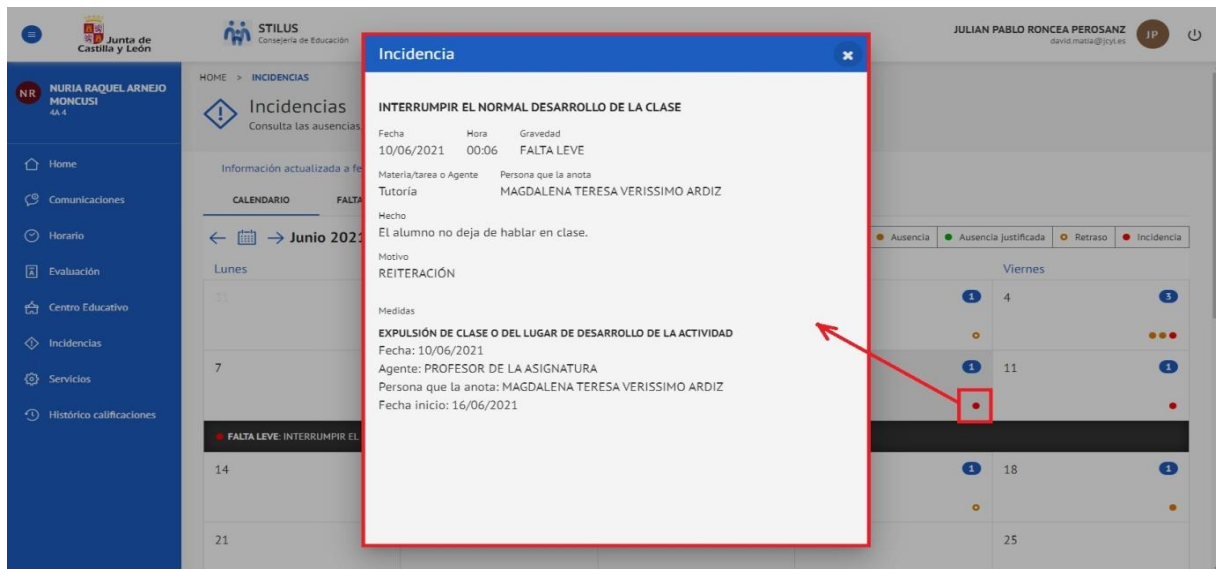 Junta de
Castilla y León
STILUS
Consejería de Educación
JULIAN PABLO RONCEA PEROSANZ
david.matia@jcyl.es
JP
NR
NURIA RAQUEL ARNEJO
MONCUSI
4A 4
Home
Comunicaciones
Horario
Evaluación
Centro Educativo
Incidencias
Servicios
Histórico calificaciones
HOME > INCIDENCIAS
Incidencias
Consulta las ausencias
Información actualizada a fe
CALENDARIO FALTA
Junio 2021
Ausencia Ausencia justificada Retraso Incidencia
Lunes Viernes
31 1 4 3
7 1 11 1
FALTA LEVE: INTERRUMPIR EL
14 1 18 1
21 25
Incidencia
INTERRUMPIR EL NORMAL DESARROLLO DE LA CLASE
Fecha Hora Gravedad
10/06/2021 00:06 FALTA LEVE
Materia/tarea o Agente Persona que la anota
Tutoría MAGDALENA TERESA VERISSIMO ARDIZ
Hecho
El alumno no deja de hablar en clase.
Motivo
REITERACIÓN
Medidas
EXPULSIÓN DE CLASE O DEL LUGAR DE DESARROLLO DE LA ACTIVIDAD
Fecha: 10/06/2021
Agente: PROFESOR DE LA ASIGNATURA
Persona que la anota: MAGDALENA TERESA VERISSIMO ARDIZ
Fecha inicio: 16/06/2021